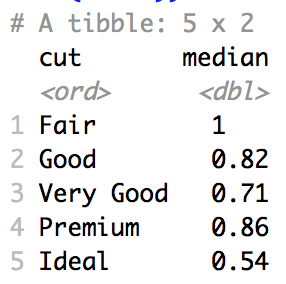 # A tibble: 5 x 2
cut median
<ord> <dbl>
1 Fair 1
2 Good 0.82
3 Very Good 0.71
4 Premium 0.86
5 Ideal 0.54